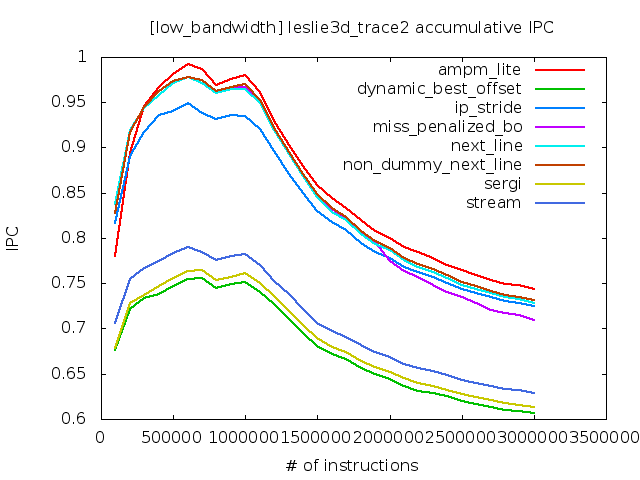 [low_bandwidth] leslie3d_trace2 accumulative IPC
1
0.95
0.9
0.85
0.8
0.75
0.7
0.65
0.6
IPC
ampm_lite
dynamic_best_offset
ip_stride
miss_penalized_bo
next_line
non_dummy_next_line
sergi
stream
0 500000 1000000 1500000 2000000 2500000 3000000 3500000
# of instructions